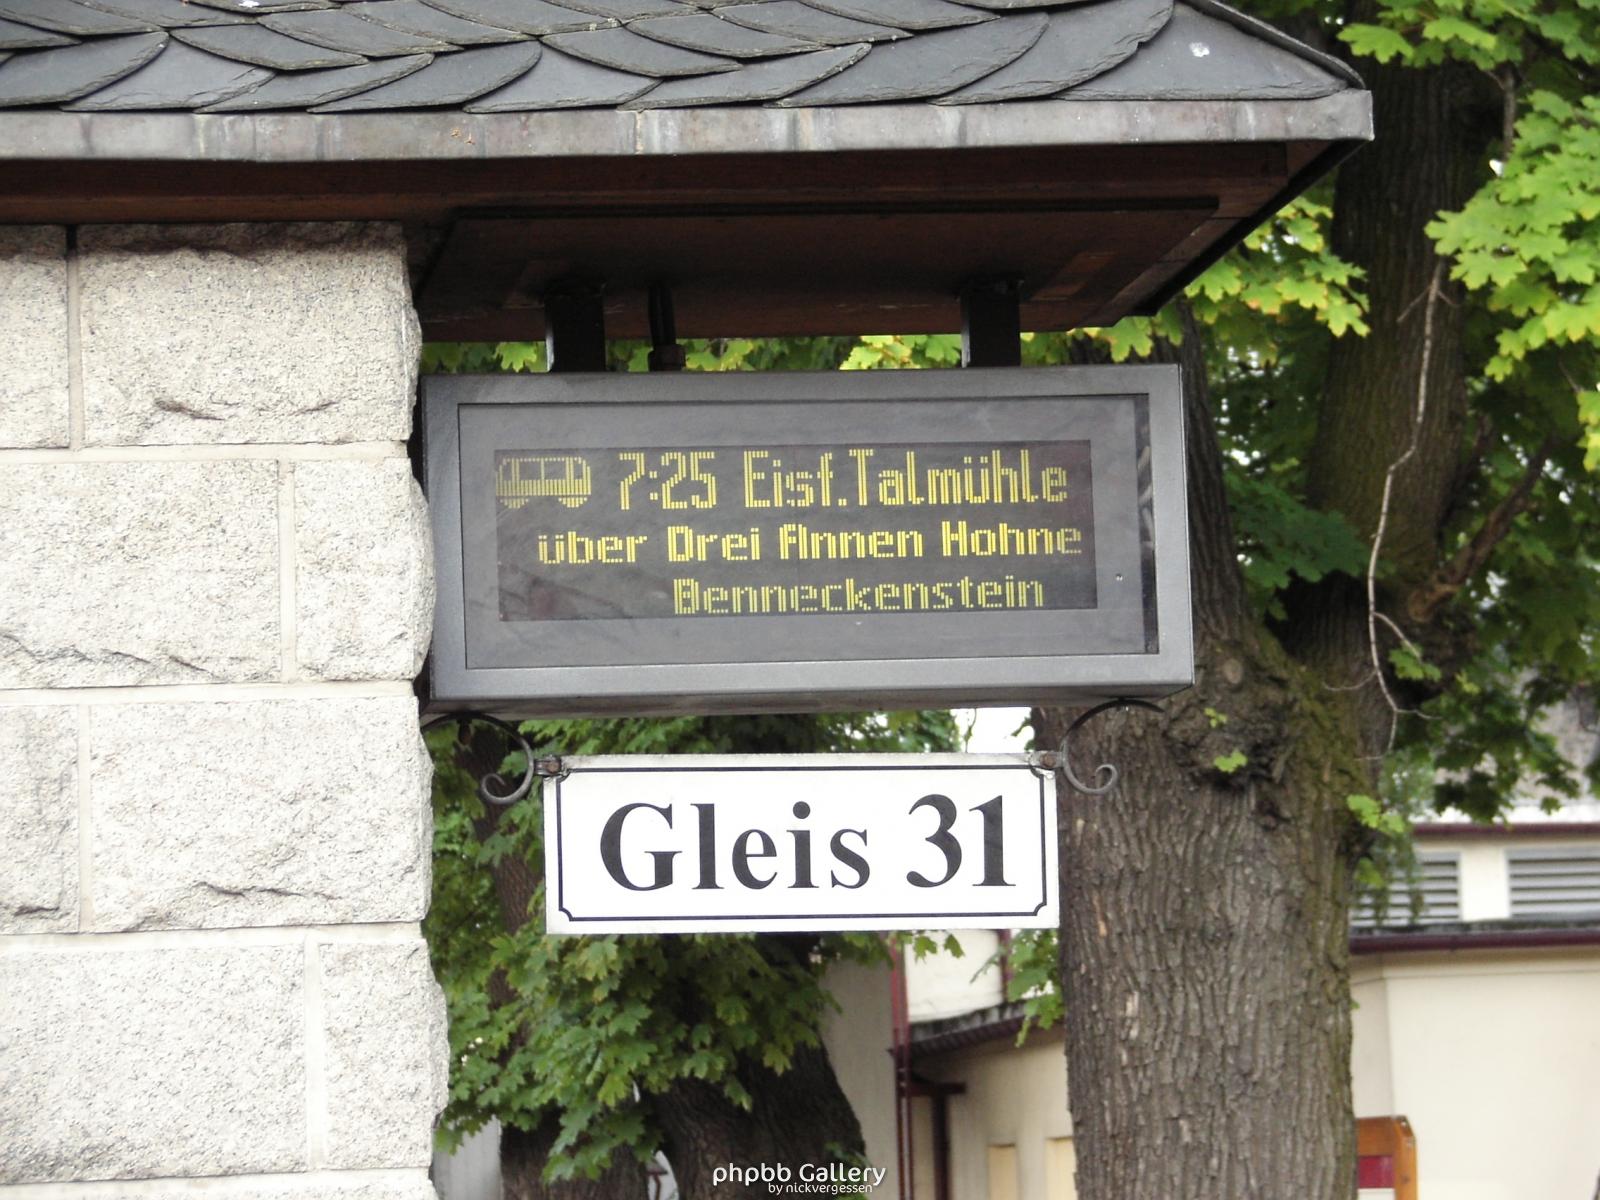 7:25 Eisf.Talmühle
über Drei Annen Hohne
Benneckenstein
Gleis 31
phpbb Gallery
by nickvergessen